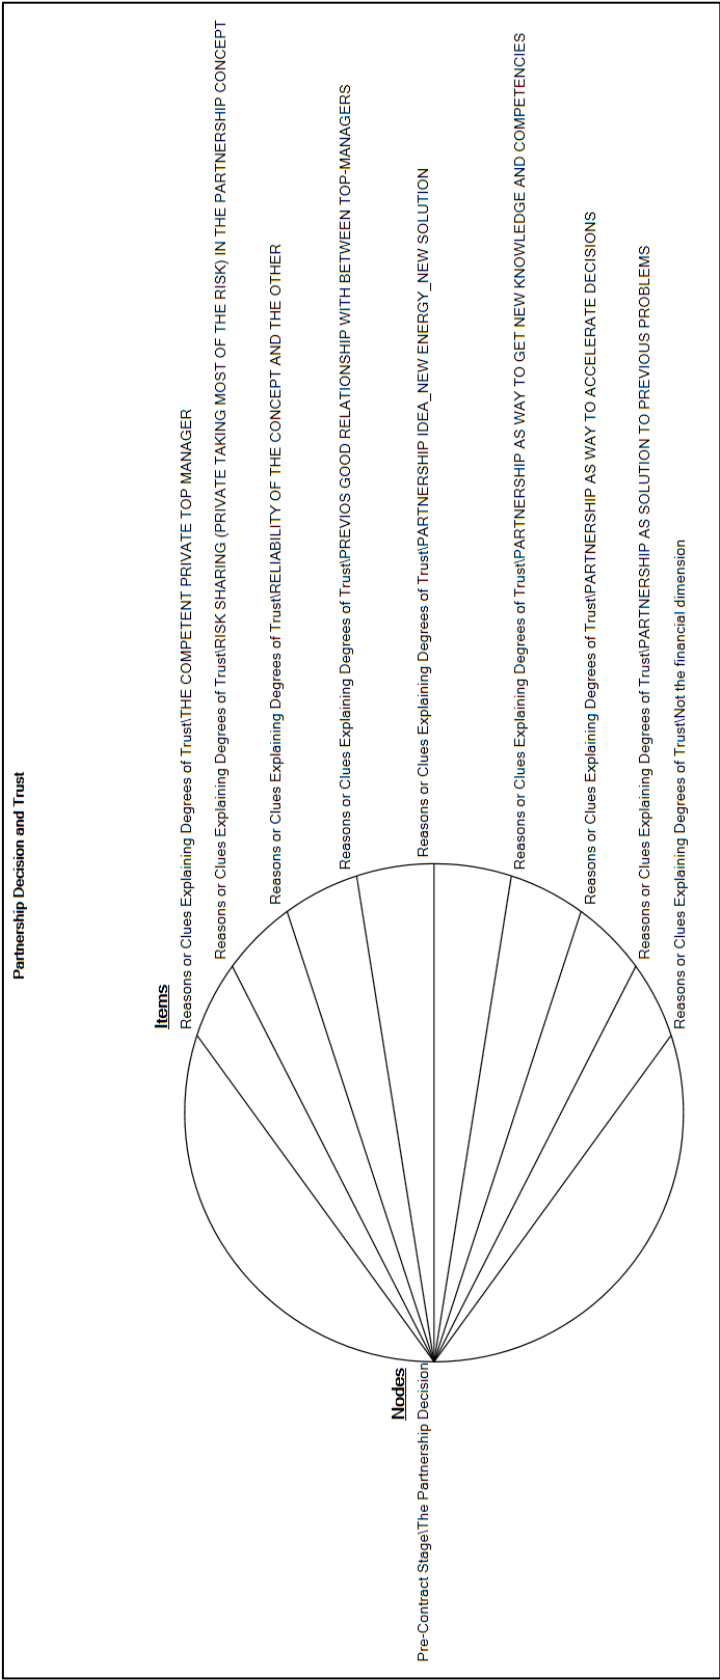 Partnership Decision and Trust
Items
Reasons or Clues Explaining Degrees of Trust\THE COMPETENT PRIVATE TOP MANAGER
Reasons or Clues Explaining Degrees of Trust\RISK SHARING (PRIVATE TAKING MOST OF THE RISK) IN THE PARTNERSHIP CONCEPT
Reasons or Clues Explaining Degrees of Trust\RELIABILITY OF THE CONCEPT AND THE OTHER
Reasons or Clues Explaining Degrees of Trust\PREVIOS GOOD RELATIONSHIP WITH BETWEEN TOP-MANAGERS
Nodes
Pre-Contract Stage\The Partnership Decision
Reasons or Clues Explaining Degrees of Trust\PARTNERSHIP IDEA_NEW ENERGY_NEW SOLUTION
Reasons or Clues Explaining Degrees of Trust\PARTNERSHIP AS WAY TO GET NEW KNOWLEDGE AND COMPETENCIES
Reasons or Clues Explaining Degrees of Trust\PARTNERSHIP AS WAY TO ACCELERATE DECISIONS
Reasons or Clues Explaining Degrees of Trust\PARTNERSHIP AS SOLUTION TO PREVIOUS PROBLEMS
Reasons or Clues Explaining Degrees of Trust\Not the financial dimension